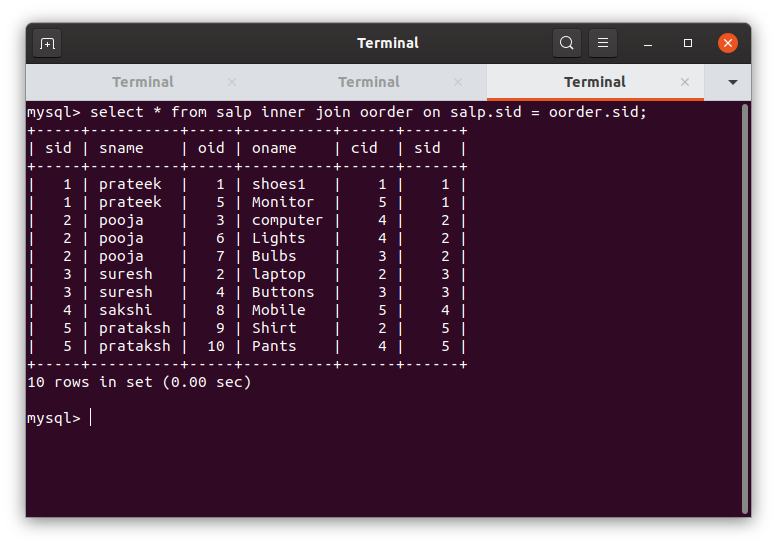 Terminal
Terminal × Terminal × Terminal ×
mysql> select * from salp inner join oorder on salp.sid = oorder.sid;
+-----+----------+-----+----------+------+------+
| sid | sname    | oid | oname    | cid  | sid  |
+-----+----------+-----+----------+------+------+
|   1 | prateek  |   1 | shoes1   |    1 |    1 |
|   1 | prateek  |   5 | Monitor  |    5 |    1 |
|   2 | pooja    |   3 | computer |    4 |    2 |
|   2 | pooja    |   6 | Lights   |    4 |    2 |
|   2 | pooja    |   7 | Bulbs    |    3 |    2 |
|   3 | suresh   |   2 | laptop   |    2 |    3 |
|   3 | suresh   |   4 | Buttons  |    3 |    3 |
|   4 | sakshi   |   8 | Mobile   |    5 |    4 |
|   5 | prataksh |   9 | Shirt    |    2 |    5 |
|   5 | prataksh |  10 | Pants    |    4 |    5 |
+-----+----------+-----+----------+------+------+
10 rows in set (0.00 sec)
mysql>